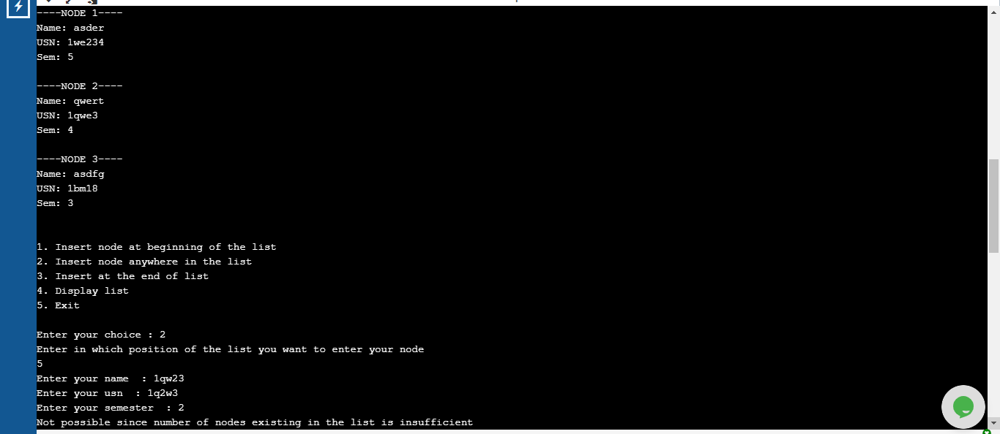 ----NODE 1----
Name: asder
USN: 1we234
Sem: 5
----NODE 2----
Name: qwert
USN: 1qwe3
Sem: 4
----NODE 3----
Name: asdfg
USN: 1bm18
Sem: 3
1. Insert node at beginning of the list
2. Insert node anywhere in the list
3. Insert at the end of list
4. Display list
5. Exit
Enter your choice : 2
Enter in which position of the list you want to enter your node
5
Enter your name  : 1qw23
Enter your usn  : 1q2w3
Enter your semester  : 2
Not possible since number of nodes existing in the list is insufficient